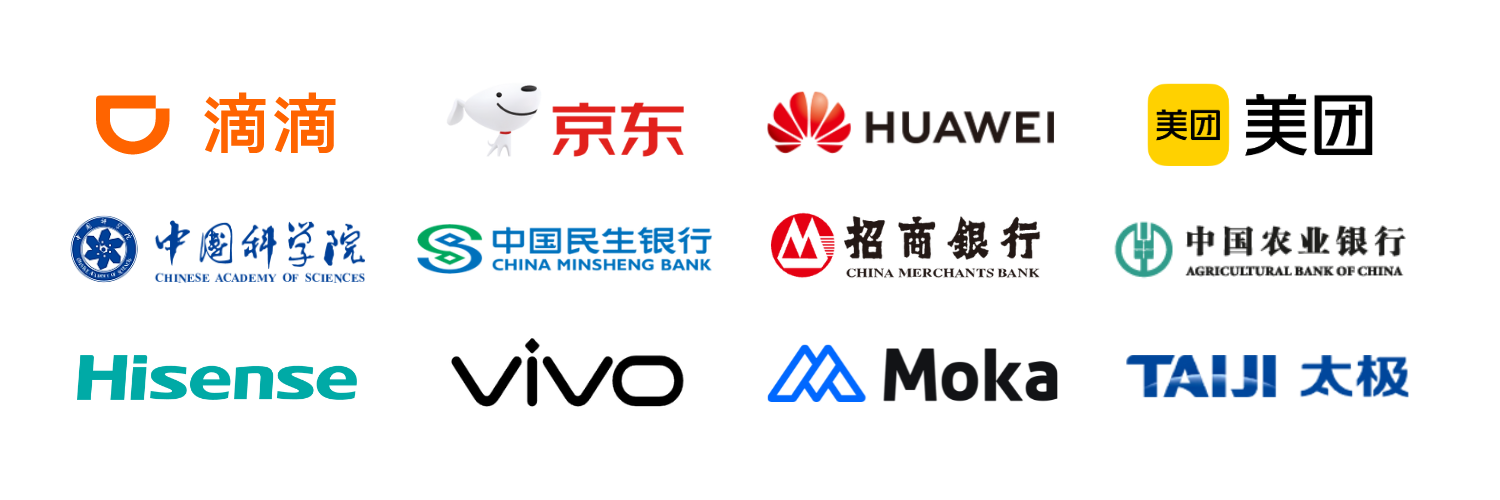 滴滴
京东
HUAWEI
美团 美团
中国科学院
CHINESE ACADEMY OF SCIENCES
中国民生银行
CHINA MINSHENG BANK
招商銀行
CHINA MERCHANTS BANK
中国农业银行
AGRICULTURAL BANK OF CHINA
Hisense
vivo
Moka
TAIJI 太极